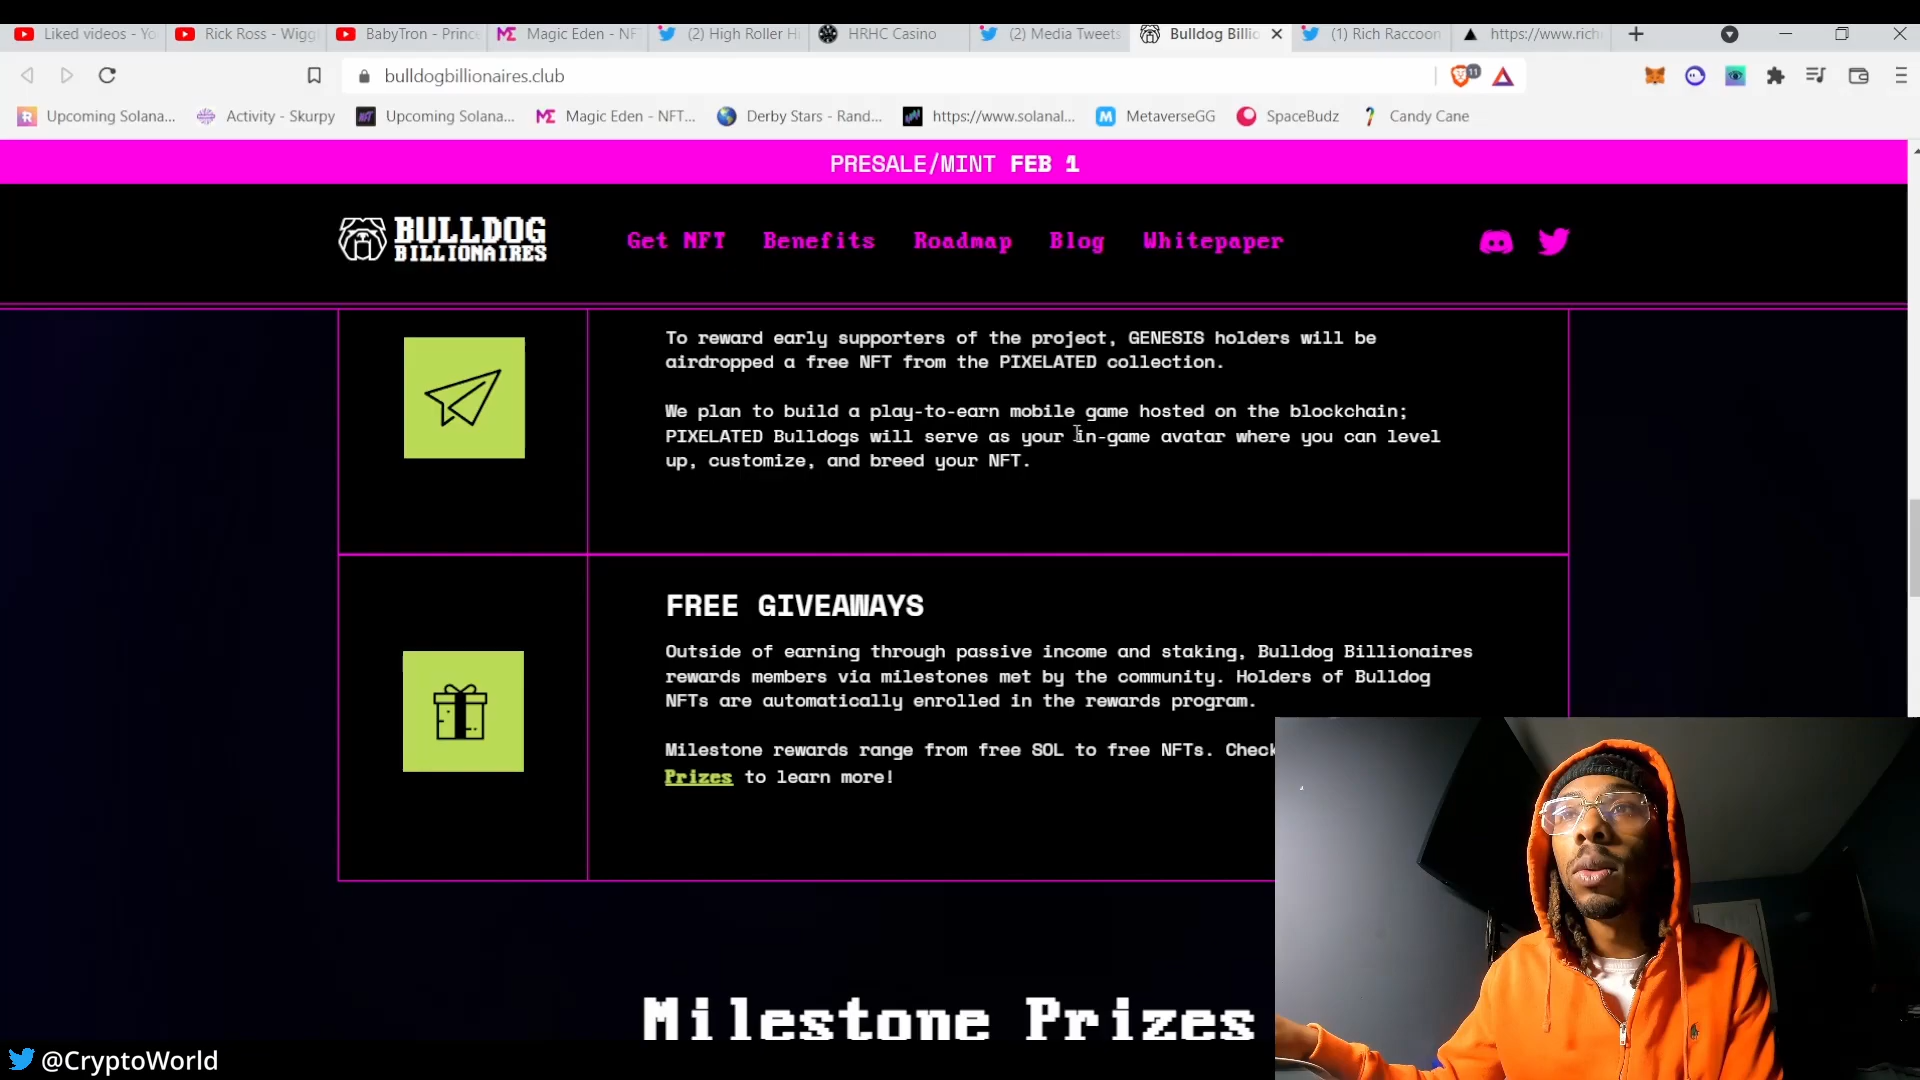 Liked videos - Yo
Rick Ross - Wigg
BabyTron - Prince
Magic Eden - NF
(2) High Roller H
HRHC Casino
(2) Media Tweets
Bulldog Billio
(1) Rich Raccoon
https://www.rich
bulldogbillionaires.club
11
Upcoming Solana...
Activity - Skurpy
Upcoming Solana...
Magic Eden - NFT...
Derby Stars - Rand...
https://www.solanal...
MetaverseGG
SpaceBudz
Candy Cane
PRESALE/MINT FEB 1
BULLDOG
BILLIONAIRES
Get NFT
Benefits
Roadmap
Blog
Whitepaper
To reward early supporters of the project, GENESIS holders will be
airdropped a free NFT from the PIXELATED collection.
We plan to build a play-to-earn mobile game hosted on the blockchain;
PIXELATED Bulldogs will serve as your in-game avatar where you can level
up, customize, and breed your NFT.
FREE GIVEAWAYS
Outside of earning through passive income and staking, Bulldog Billionaires
rewards members via milestones met by the community. Holders of Bulldog
NFTs are automatically enrolled in the rewards program.
Milestone rewards range from free SOL to free NFTs. Check
Prizes to learn more!
Milestone Prizes
@CryptoWorld